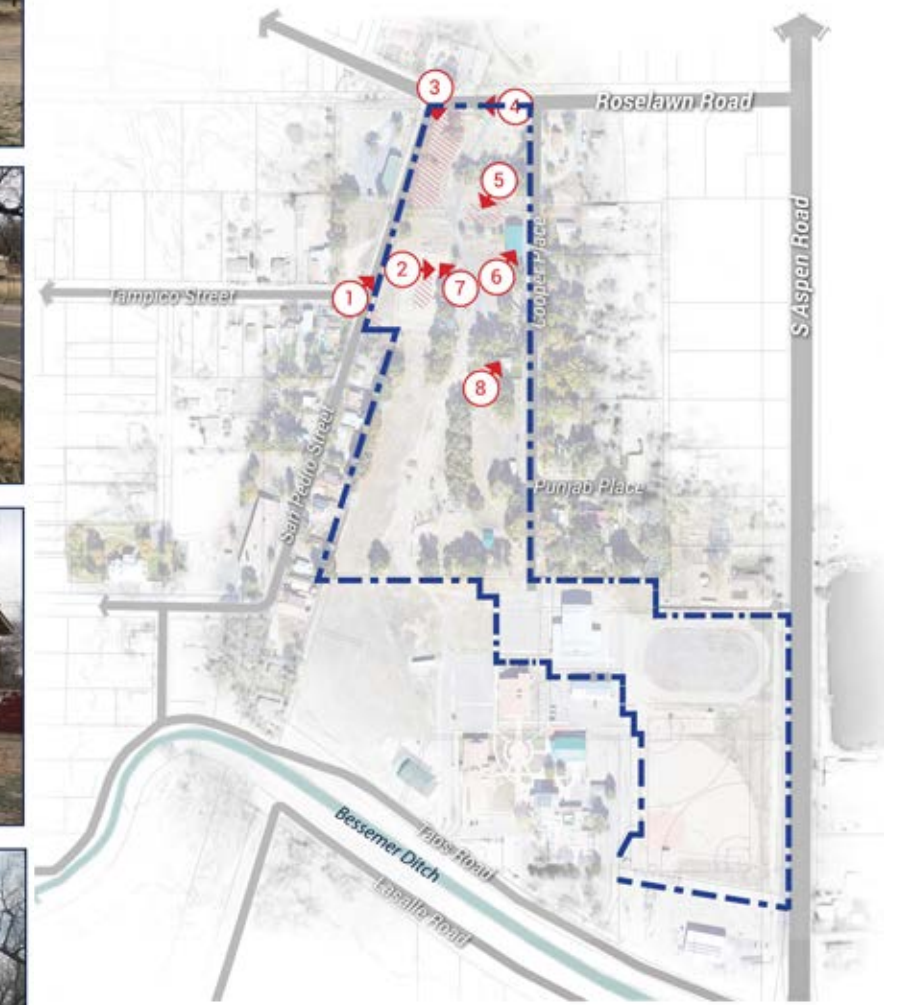 3
4
Roselawn Road
5
S Aspen Road
Cooper Place
2
6
7
1
Tampico Street
8
San Pedro Street
Punjab Place
Bessemer Ditch
Taos Road
Lasalle Road